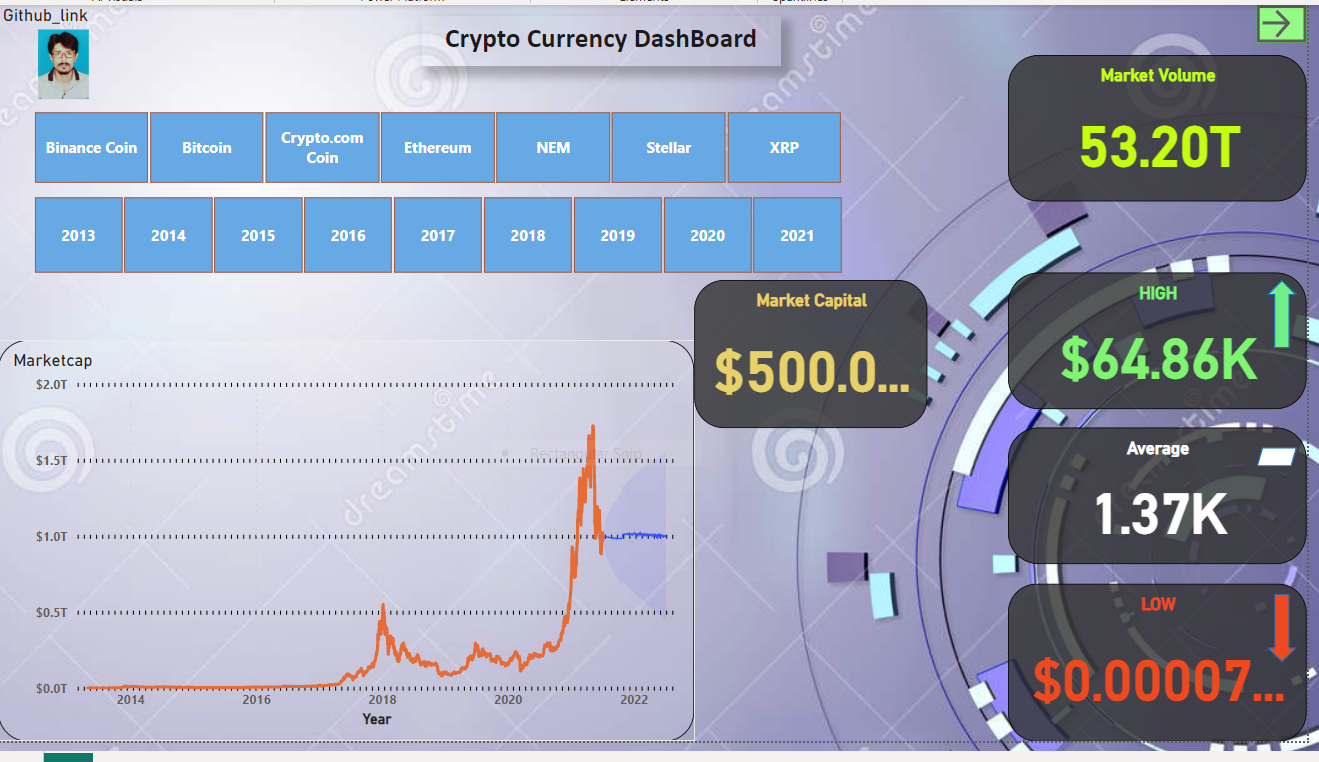 Github_link
Crypto Currency DashBoard
Market Volume
53.20T
Binance Coin
Bitcoin
Crypto.com
Coin
Ethereum
NEM
Stellar
XRP
2013
2014
2015
2016
2017
2018
2019
2020
2021
Market Capital
$500.0...
HIGH
$64.86K
Marketcap
$2.0T
$1.5T
$1.0T
$0.5T
$0.0T
2014
2016
2018
2020
2022
Year
Rectangular Snip
Average
1.37K
LOW
$0.00007...
dreamstime